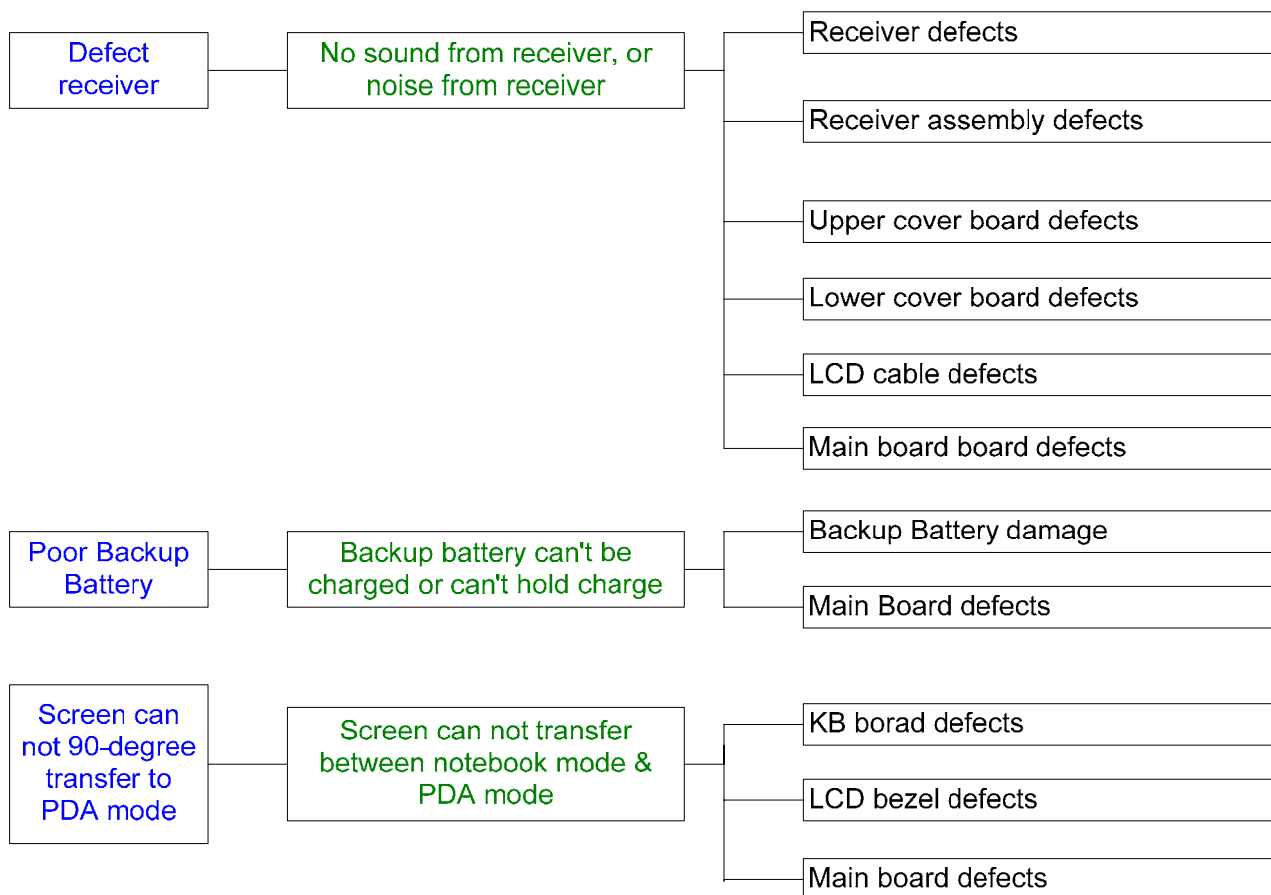 Defect
receiver
No sound from receiver, or
noise from receiver
Receiver defects
Receiver assembly defects
Upper cover board defects
Lower cover board defects
LCD cable defects
Main board board defects
Poor Backup
Battery
Backup battery can't be
charged or can't hold charge
Backup Battery damage
Main Board defects
Screen can
not 90-degree
transfer to
PDA mode
Screen can not transfer
between notebook mode &
PDA mode
KB borad defects
LCD bezel defects
Main board defects